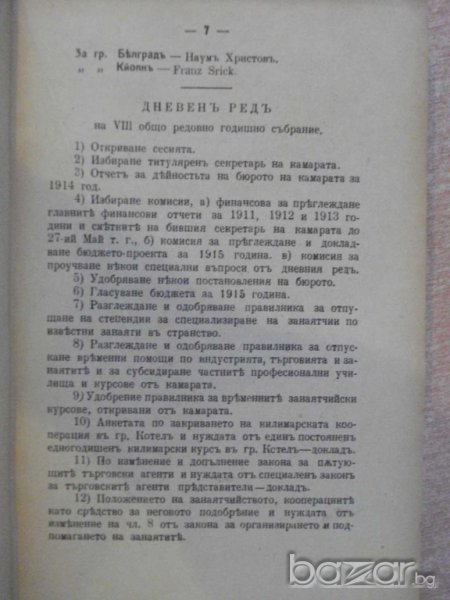 — 7 —
За гр. Бѣлградъ — Наумъ Христовъ.
„ „ Кйолнъ — Franz Srick.
ДНЕВЕНЪ РЕДЪ
на VIII общо редовно годишно събрание,
1) Откриване сесията.
2) Избиране титуляренъ секретарь на камарата.
3) Отчетъ за дѣйностьта на бюрото на камарата за
1914 год.
4) Избиране комисии, а) финансова за прѣглеждане
главнитѣ финансови отчети за 1911, 1912 и 1913 го-
дини и смѣткитѣ на бившия секретарь на камарата до
27-ий Май т. г., б) комисия за прѣглеждане и доклад-
ване бюджето-проекта за 1915 година. в) комисия за
проучване нѣкои специални въпроси отъ дневния редъ.
5) Удобряване нѣкои постановления на бюрото.
6) Гласуване бюджета за 1915 година.
7) Разглеждане и одобряване правилника за отпу-
щане на степендии за специализиране на занаятчии по
извѣстни занаяти въ странство.
8) Разглеждане и одобряване правилника за отпус-
кане врѣменни помощи по индустрията, търговията и за-
наятитѣ и за субсидиране частнитѣ професионални учи-
лища и курсове отъ камарата.
9) Удобрение правилника за врѣменнитѣ занаятчийски
курсове, откривани отъ камарата.
10) Анкетата по закриването на килимарската коо-
перация въ гр. Котелъ и нуждата отъ единъ постояненъ
едногодишенъ килимарски курсъ въ гр. Котелъ—докладъ.
11) По изменение и допълнение закона за пѫтую-
щитѣ търговски агенти и нуждата отъ специаленъ законъ
за търговскитѣ агенти прѣдставители—докладъ.
12) Положението на занаятчийството, кооперациитѣ
като срѣдство за неговото подобрение и нуждата отъ
изменение на чл. 8 отъ закона за организирането и под-
помагането на занаятитѣ.
bazar.bg